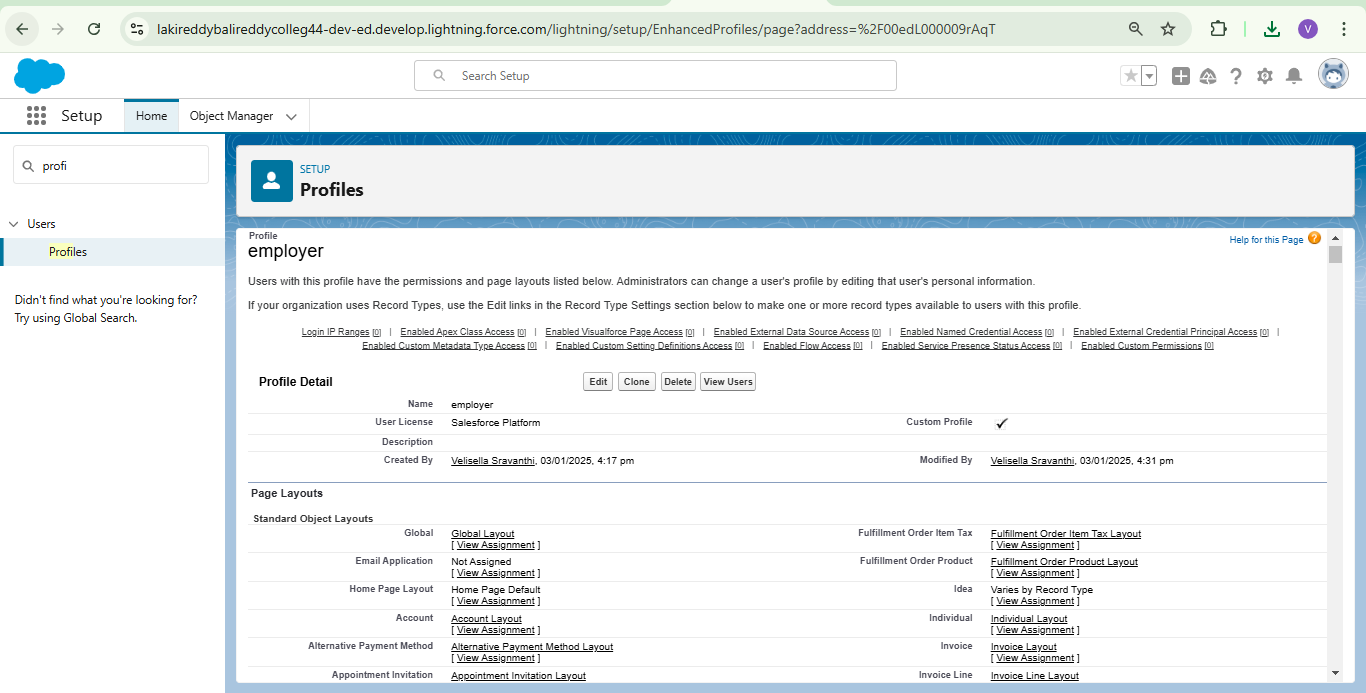 lakireddybalireddycolleg44-dev-ed.develop.lightning.force.com/lightning/setup/EnhancedProfiles/page?address=%2F00edL000009rAqT
V
Search Setup
Setup
Home
Object Manager
profi
Users
Profiles
Didn't find what you're looking for?
Try using Global Search.
SETUP
Profiles
Profile
employer
Help for this Page ?
Users with this profile have the permissions and page layouts listed below. Administrators can change a user's profile by editing that user's personal information.
If your organization uses Record Types, use the Edit links in the Record Type Settings section below to make one or more record types available to users with this profile.
Login IP Ranges [0] | Enabled Apex Class Access [0] | Enabled Visualforce Page Access [0] | Enabled External Data Source Access [0] | Enabled Named Credential Access [0] | Enabled External Credential Principal Access [0] |
Enabled Custom Metadata Type Access [0] | Enabled Custom Setting Definitions Access [0] | Enabled Flow Access [0] | Enabled Service Presence Status Access [0] | Enabled Custom Permissions [0]
Profile Detail
Edit Clone Delete View Users
Name employer
User License Salesforce Platform Custom Profile ✓
Description
Created By Velisella Sravanthi, 03/01/2025, 4:17 pm Modified By Velisella Sravanthi, 03/01/2025, 4:31 pm
Page Layouts
Standard Object Layouts
Global Global Layout Fulfillment Order Item Tax Fulfillment Order Item Tax Layout
[ View Assignment ] [ View Assignment ]
Email Application Not Assigned Fulfillment Order Product Fulfillment Order Product Layout
[ View Assignment ] [ View Assignment ]
Home Page Layout Home Page Default Idea Varies by Record Type
[ View Assignment ] [ View Assignment ]
Account Account Layout Individual Individual Layout
[ View Assignment ] [ View Assignment ]
Alternative Payment Method Alternative Payment Method Layout Invoice Invoice Layout
[ View Assignment ] [ View Assignment ]
Appointment Invitation Appointment Invitation Layout Invoice Line Invoice Line Layout